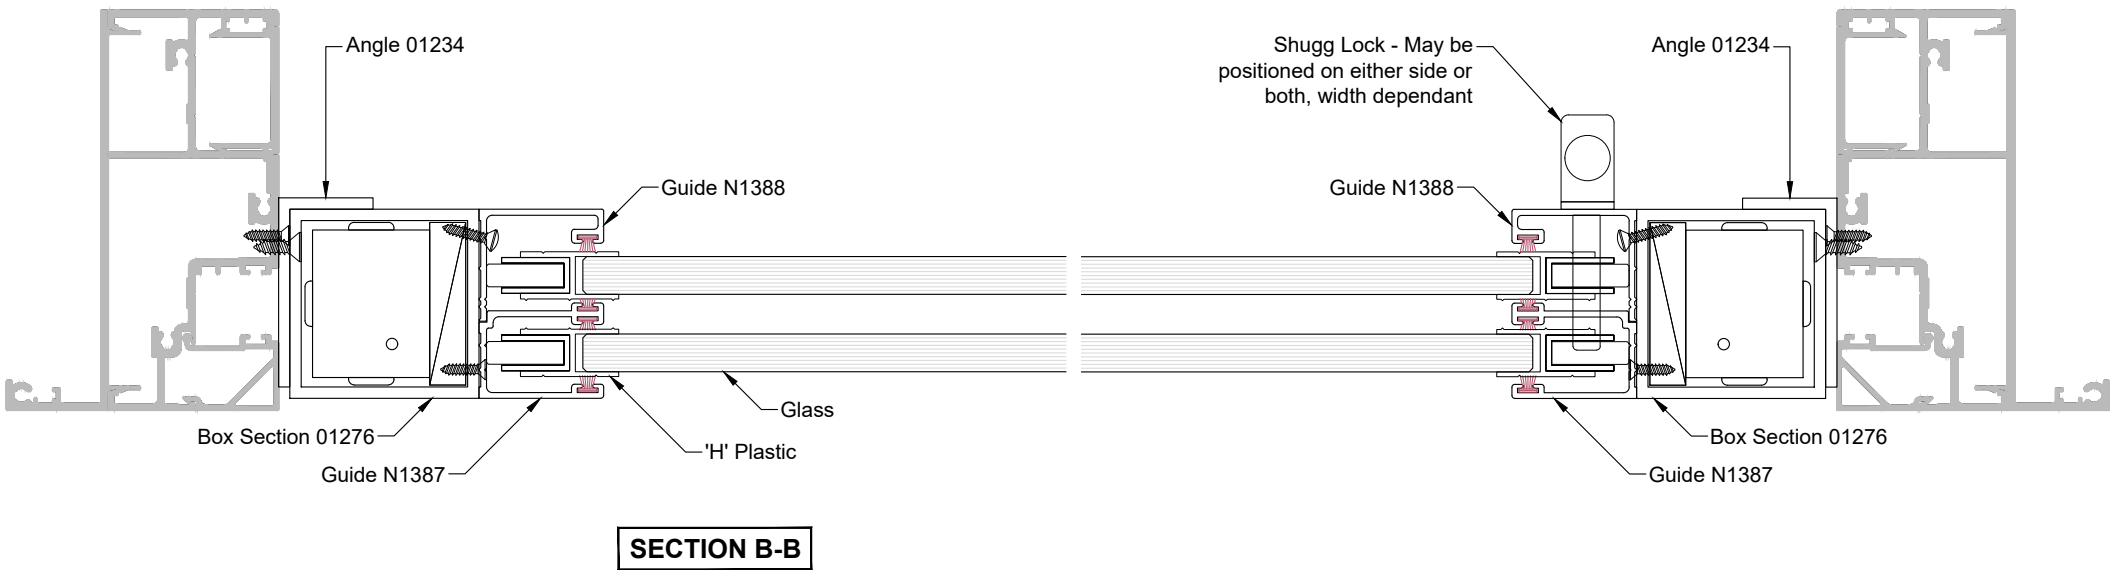 Angle 01234
Shugg Lock - May be
positioned on either side or
both, width dependant
Angle 01234
Guide N1388
Guide N1388
Glass
Box Section 01276
'H' Plastic
Box Section 01276
Guide N1387
Guide N1387
SECTION B-B